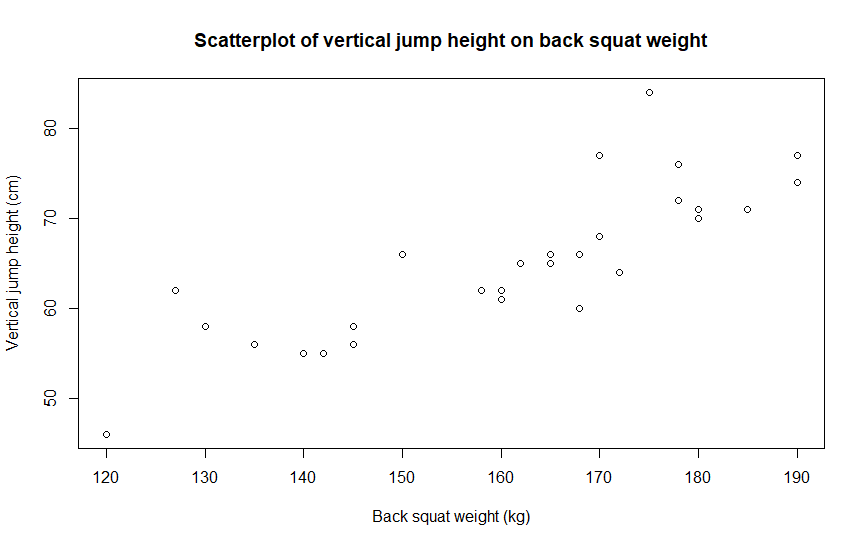 Scatterplot of vertical jump height on back squat weight
Vertical jump height (cm)
80
70
60
50
120 130 140 150 160 170 180 190
Back squat weight (kg)